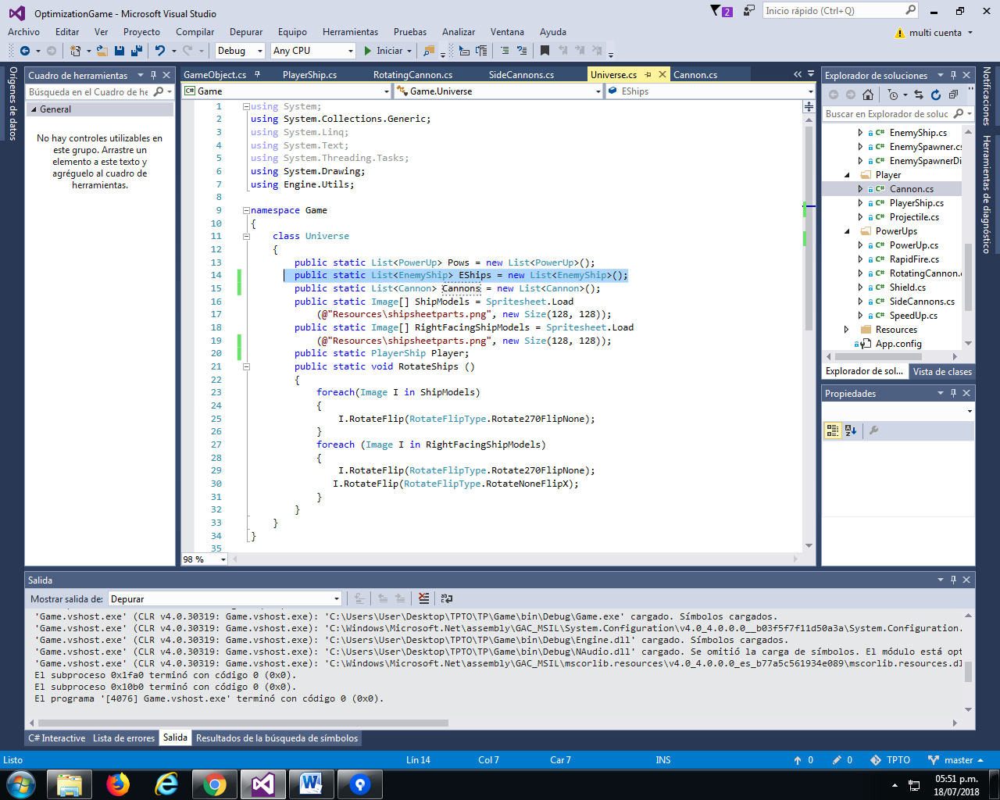 OptimizationGame - Microsoft Visual Studio
2
Inicio rápido (Ctrl+Q)
Archivo Editar Ver Proyecto Compilar Depurar Equipo Herramientas Pruebas Analizar Ventana Ayuda
multi cuenta
Debug Any CPU Iniciar
Orígenes de datos
Cuadro de herramientas
Búsqueda en el Cuadro de he
General
No hay controles utilizables en
este grupo. Arrastre un
elemento a este texto y
agréguelo al cuadro de
herramientas.
GameObject.cs PlayerShip.cs RotatingCannon.cs SideCannons.cs Universe.cs Cannon.cs
C# Game Game.Universe EShips
1 using System;
2 using System.Collections.Generic;
3 using System.Linq;
4 using System.Text;
5 using System.Threading.Tasks;
6 using System.Drawing;
7 using Engine.Utils;
8
9 namespace Game
10 {
11 class Universe
12 {
13 public static List<PowerUp> Pows = new List<PowerUp>();
14 public static List<EnemyShip> EShips = new List<EnemyShip>();
15 public static List<Cannon> Cannons = new List<Cannon>();
16 public static Image[] ShipModels = Spritesheet.Load
17 (@"Resources\shipsheetparts.png", new Size(128, 128));
18 public static Image[] RightFacingShipModels = Spritesheet.Load
19 (@"Resources\shipsheetparts.png", new Size(128, 128));
20 public static PlayerShip Player;
21 public static void RotateShips ()
22 {
23 foreach(Image I in ShipModels)
24 {
25 I.RotateFlip(RotateFlipType.Rotate270FlipNone);
26 }
27 foreach (Image I in RightFacingShipModels)
28 {
29 I.RotateFlip(RotateFlipType.Rotate270FlipNone);
30 I.RotateFlip(RotateFlipType.RotateNoneFlipX);
31 }
32 }
33 }
34 }
35
98 %
Explorador de soluciones
Buscar en Explorador de soluc
C# EnemyShip.cs
C# EnemySpawner.cs
C# EnemySpawnerDi
Player
C# Cannon.cs
C# PlayerShip.cs
C# Projectile.cs
PowerUps
C# PowerUp.cs
C# RapidFire.cs
C# RotatingCannon.
C# Shield.cs
C# SideCannons.cs
C# SpeedUp.cs
Resources
App.config
Explorador de sol... Vista de clases
Propiedades
Notificaciones
Herramientas de diagnóstico
Salida
Mostrar salida de: Depurar
'Game.vshost.exe' (CLR v4.0.30319: Game.vshost.exe): 'C:\Users\User\Desktop\TPTO\TP\Game\bin\Debug\Game.exe' cargado. Símbolos cargados.
'Game.vshost.exe' (CLR v4.0.30319: Game.vshost.exe): 'C:\Windows\Microsoft.Net\assembly\GAC_MSIL\System.Configuration\v4.0_4.0.0.0__b03f5f7f11d50a3a\System.Configuration.
'Game.vshost.exe' (CLR v4.0.30319: Game.vshost.exe): 'C:\Users\User\Desktop\TPTO\TP\Game\bin\Debug\Engine.dll' cargado. Símbolos cargados.
'Game.vshost.exe' (CLR v4.0.30319: Game.vshost.exe): 'C:\Users\User\Desktop\TPTO\TP\Game\bin\Debug\NAudio.dll' cargado. Se omitió la carga de símbolos. El módulo está opt
'Game.vshost.exe' (CLR v4.0.30319: Game.vshost.exe): 'C:\Windows\Microsoft.Net\assembly\GAC_MSIL\mscorlib.resources\v4.0_4.0.0.0_es_b77a5c561934e089\mscorlib.resources.dl
El subproceso 0x1fa0 terminó con código 0 (0x0).
El subproceso 0x10b0 terminó con código 0 (0x0).
El programa '[4076] Game.vshost.exe' terminó con código 0 (0x0).
C# Interactive Lista de errores Salida Resultados de la búsqueda de símbolos
Listo Lín 14 Col 7 Car 7 INS 0 0 TPTO master
05:51 p.m.
18/07/2018